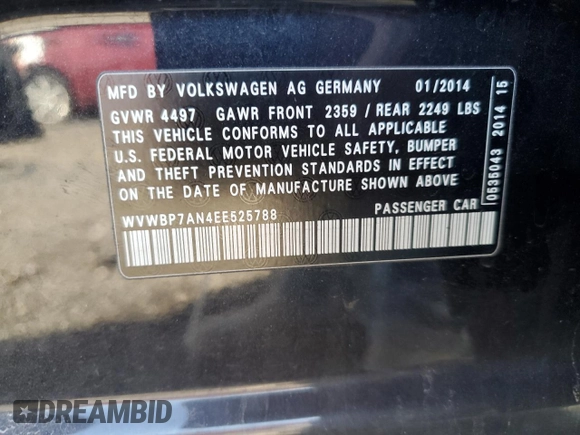 MFD BY VOLKSWAGEN AG GERMANY 01/2014
GVWR 4497 GAWR FRONT 2359 / REAR 2249 LBS
THIS VEHICLE CONFORMS TO ALL APPLICABLE
U.S. FEDERAL MOTOR VEHICLE SAFETY, BUMPER
AND THEFT PREVENTION STANDARDS IN EFFECT
ON THE DATE OF MANUFACTURE SHOWN ABOVE
WVWBP7AN4EE525788 PASSENGER CAR
0535043 2014 15
DREAMBID